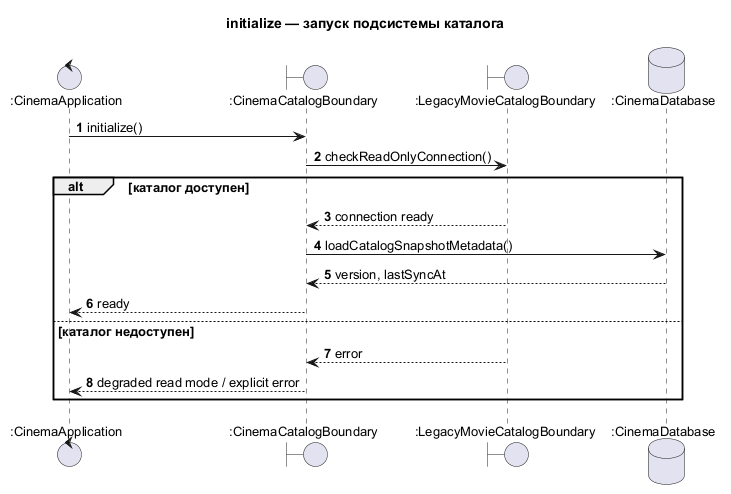 initialize — запуск подсистемы каталога
:CinemaApplication
:CinemaCatalogBoundary
:LegacyMovieCatalogBoundary
:CinemaDatabase
1 initialize()
2 checkReadOnlyConnection()
alt [каталог доступен]
3 connection ready
4 loadCatalogSnapshotMetadata()
5 version, lastSyncAt
6 ready
[каталог недоступен]
7 error
8 degraded read mode / explicit error
:CinemaApplication
:CinemaCatalogBoundary
:LegacyMovieCatalogBoundary
:CinemaDatabase